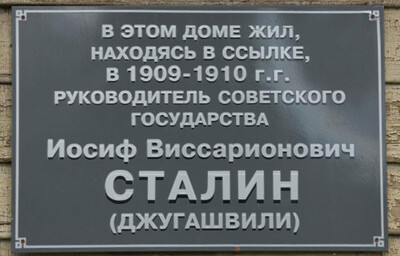 В ЭТОМ ДОМЕ ЖИЛ,
НАХОДЯСЬ В ССЫЛКЕ,
В 1909-1910 г.г.
РУКОВОДИТЕЛЬ СОВЕТСКОГО
ГОСУДАРСТВА
Иосиф Виссарионович
СТАЛИН
(ДЖУГАШВИЛИ)